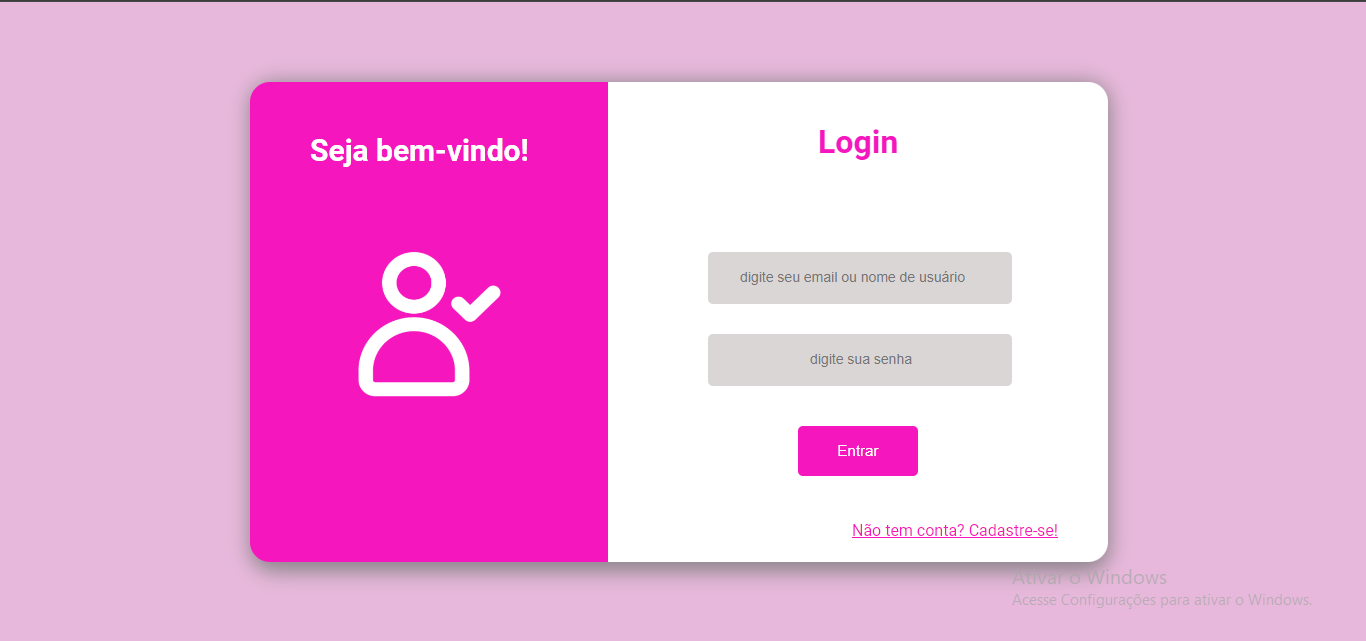 Seja bem-vindo!
Login
digite seu email ou nome de usuário
digite sua senha
Entrar
Não tem conta? Cadastre-se!
Ativar o Windows
Acesse Configurações para ativar o Windows.